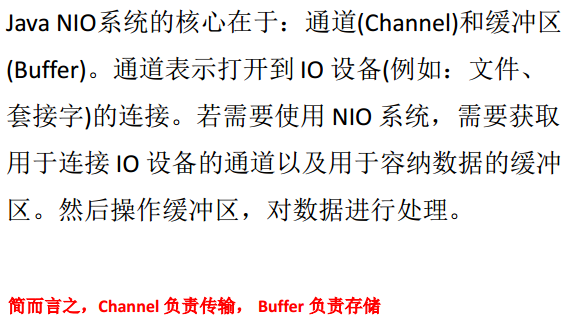 Java NIO系统的核心在于：通道(Channel)和缓冲区
(Buffer)。通道表示打开到 IO 设备(例如：文件、
套接字)的连接。若需要使用 NIO 系统，需要获取
用于连接 IO 设备的通道以及用于容纳数据的缓冲
区。然后操作缓冲区，对数据进行处理。
简而言之，Channel 负责传输， Buffer 负责存储